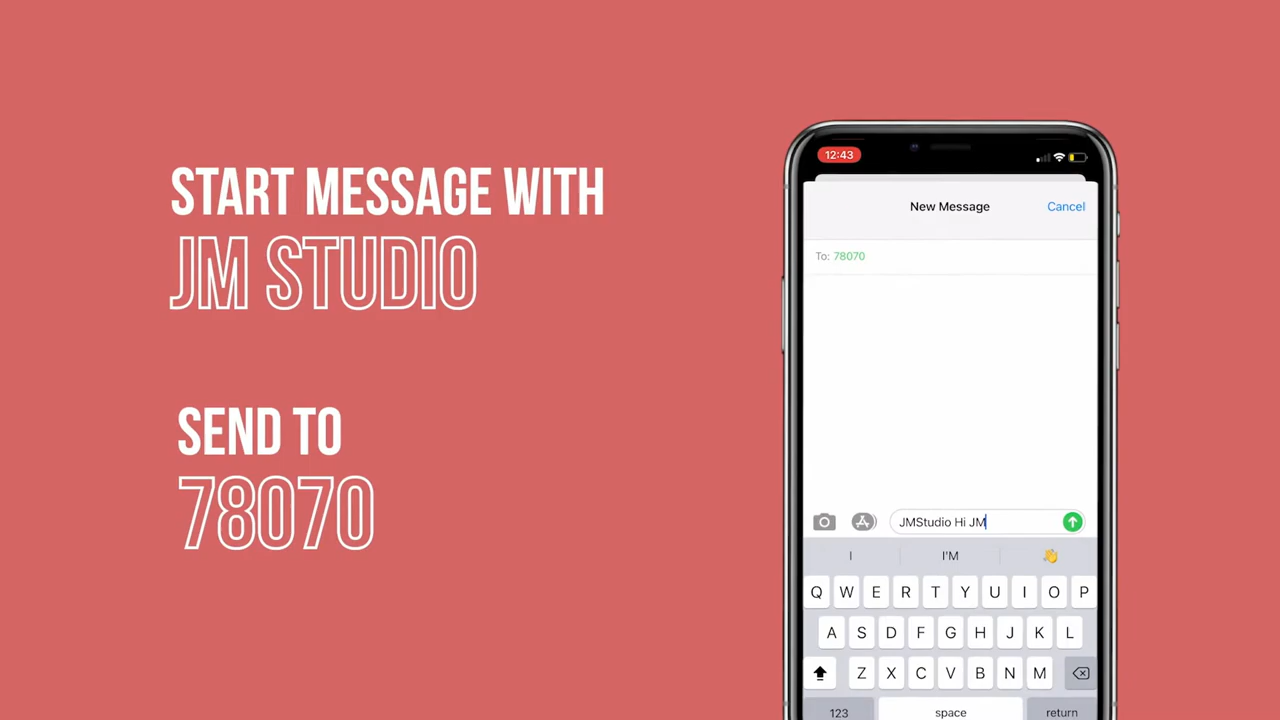 START MESSAGE WITH
JM STUDIO
SEND TO
78070
12:43
New Message
Cancel
To: 78070
JMStudio Hi JM
I
I'M
👋
Q W E R T Y U I O P
A S D F G H J K L
Z X C V B N M
123
space
return